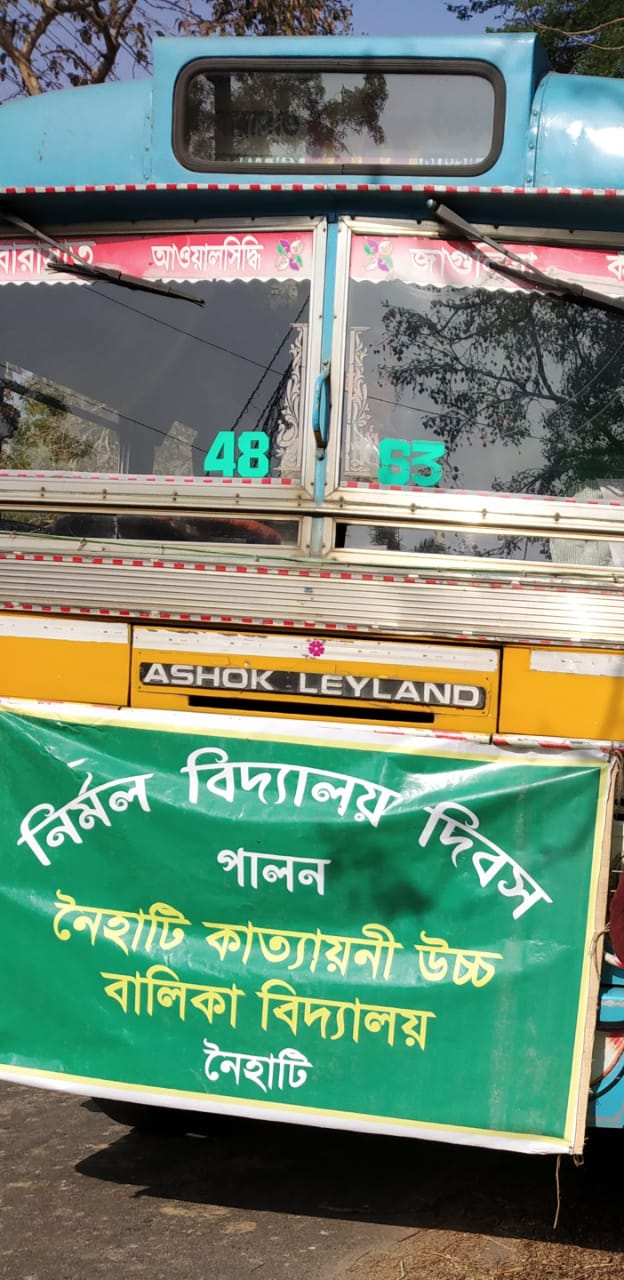 আওয়ালসিদ্ধি
48 63
ASHOK LEYLAND
নির্মল বিদ্যালয় দিবস
পালন
নৈহাটি কাত্যায়নী উচ্চ
বালিকা বিদ্যালয়
নৈহাটি